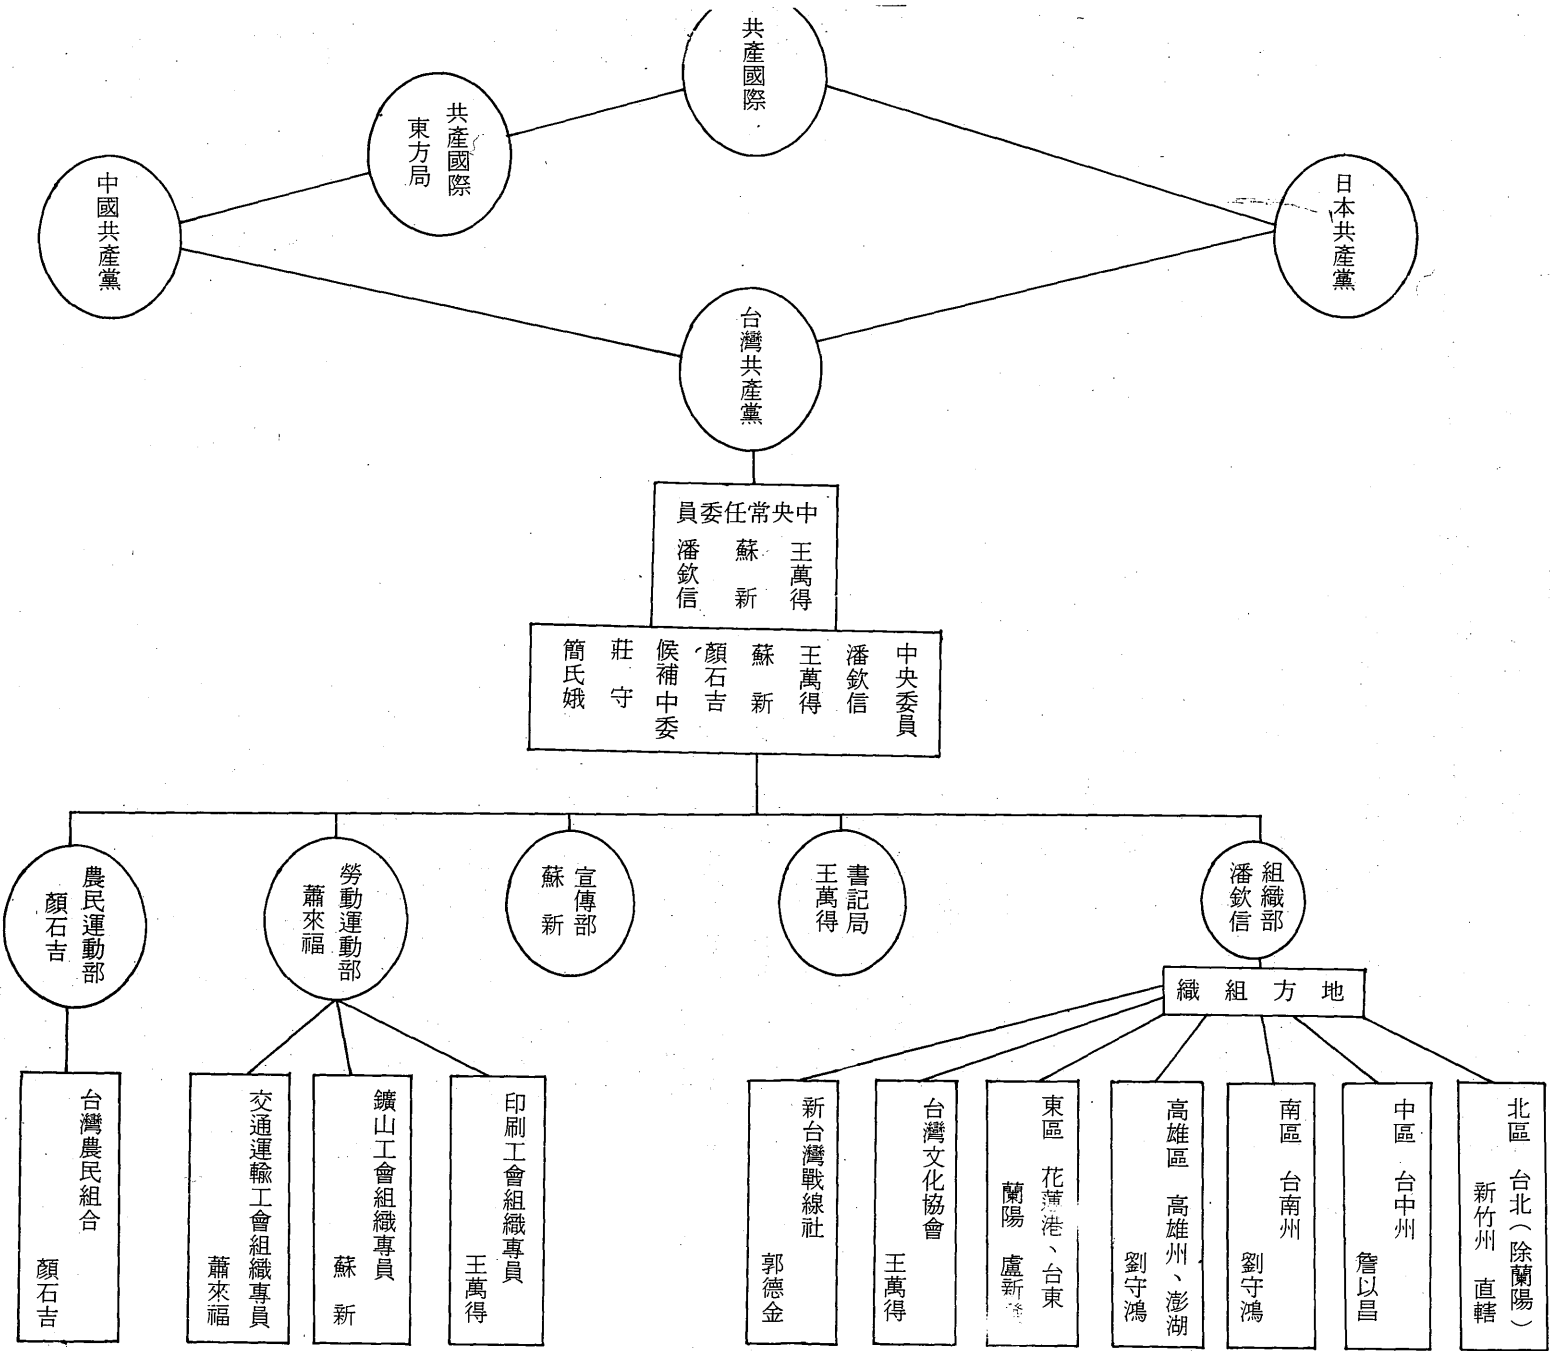 共產國際
共產國際
東方局
中國共產黨
日本共產黨
台灣共產黨
中央常任委員
王萬得
蘇 新
潘欽信
中央委員
潘欽信
王萬得
蘇 新
顏石吉
候補中委
莊 守
簡氏娥
組織部
潘欽信
書記局
王萬得
宣傳部
蘇 新
勞動運動部
蕭來福
農民運動部
顏石吉
地方組織
北區 台北（除蘭陽）
新竹州 直轄
中區 台中州
詹以昌
南區 台南州
劉守鴻
高雄區 高雄州、澎湖
劉守鴻
東區 花蓮港、台東
蘭陽 盧新
台灣文化協會
王萬得
新台灣戰線社
郭德金
印刷工會組織專員
王萬得
鑛山工會組織專員
蘇 新
交通運輸工會組織專員
蕭來福
台灣農民組合
顏石吉